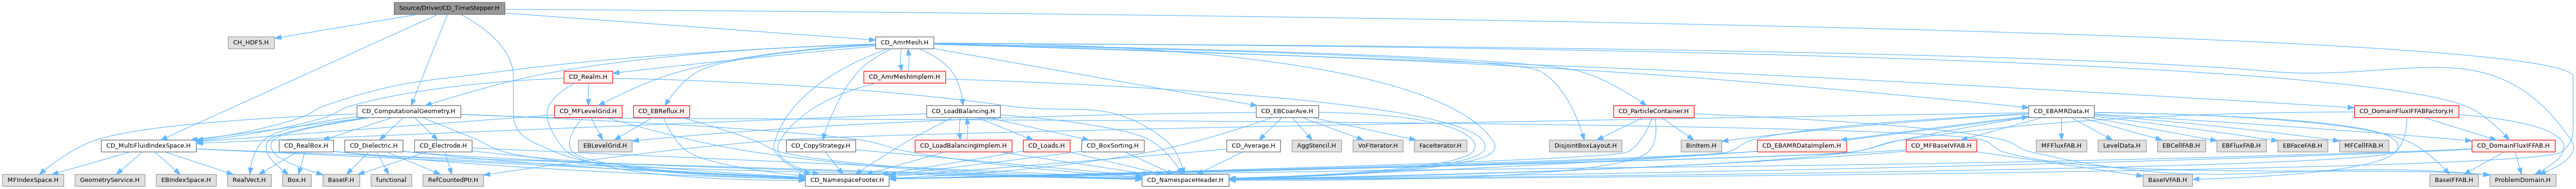 Source/Driver/CD_TimeStepper.H
CH_HDF5.H
CD_AmrMesh.H
CD_Realm.H
CD_AmrMeshImplem.H
CD_ComputationalGeometry.H
CD_MFLevelGrid.H
CD_EBReflux.H
CD_LoadBalancing.H
CD_EBCoarAve.H
CD_ParticleContainer.H
CD_EBAMRData.H
CD_DomainFluxIFFABFactory.H
CD_MultiFluidIndexSpace.H
CD_RealBox.H
CD_Dielectric.H
CD_Electrode.H
EBLevelGrid.H
CD_CopyStrategy.H
CD_LoadBalancingImplem.H
CD_Loads.H
CD_BoxSorting.H
CD_Average.H
AggStencil.H
VoFIterator.H
FaceIterator.H
DisjointBoxLayout.H
BinItem.H
CD_EBAMRDataImplem.H
CD_MFBaseIVFAB.H
MFFluxFAB.H
LevelData.H
EBCellFAB.H
EBFluxFAB.H
EBFaceFAB.H
MFCellFAB.H
CD_DomainFluxIFFAB.H
MFIndexSpace.H
GeometryService.H
EBIndexSpace.H
RealVect.H
Box.H
BaseIF.H
functional
RefCountedPtr.H
CD_NamespaceFooter.H
CD_NamespaceHeader.H
BaseIVFAB.H
BaseIFFAB.H
ProblemDomain.H